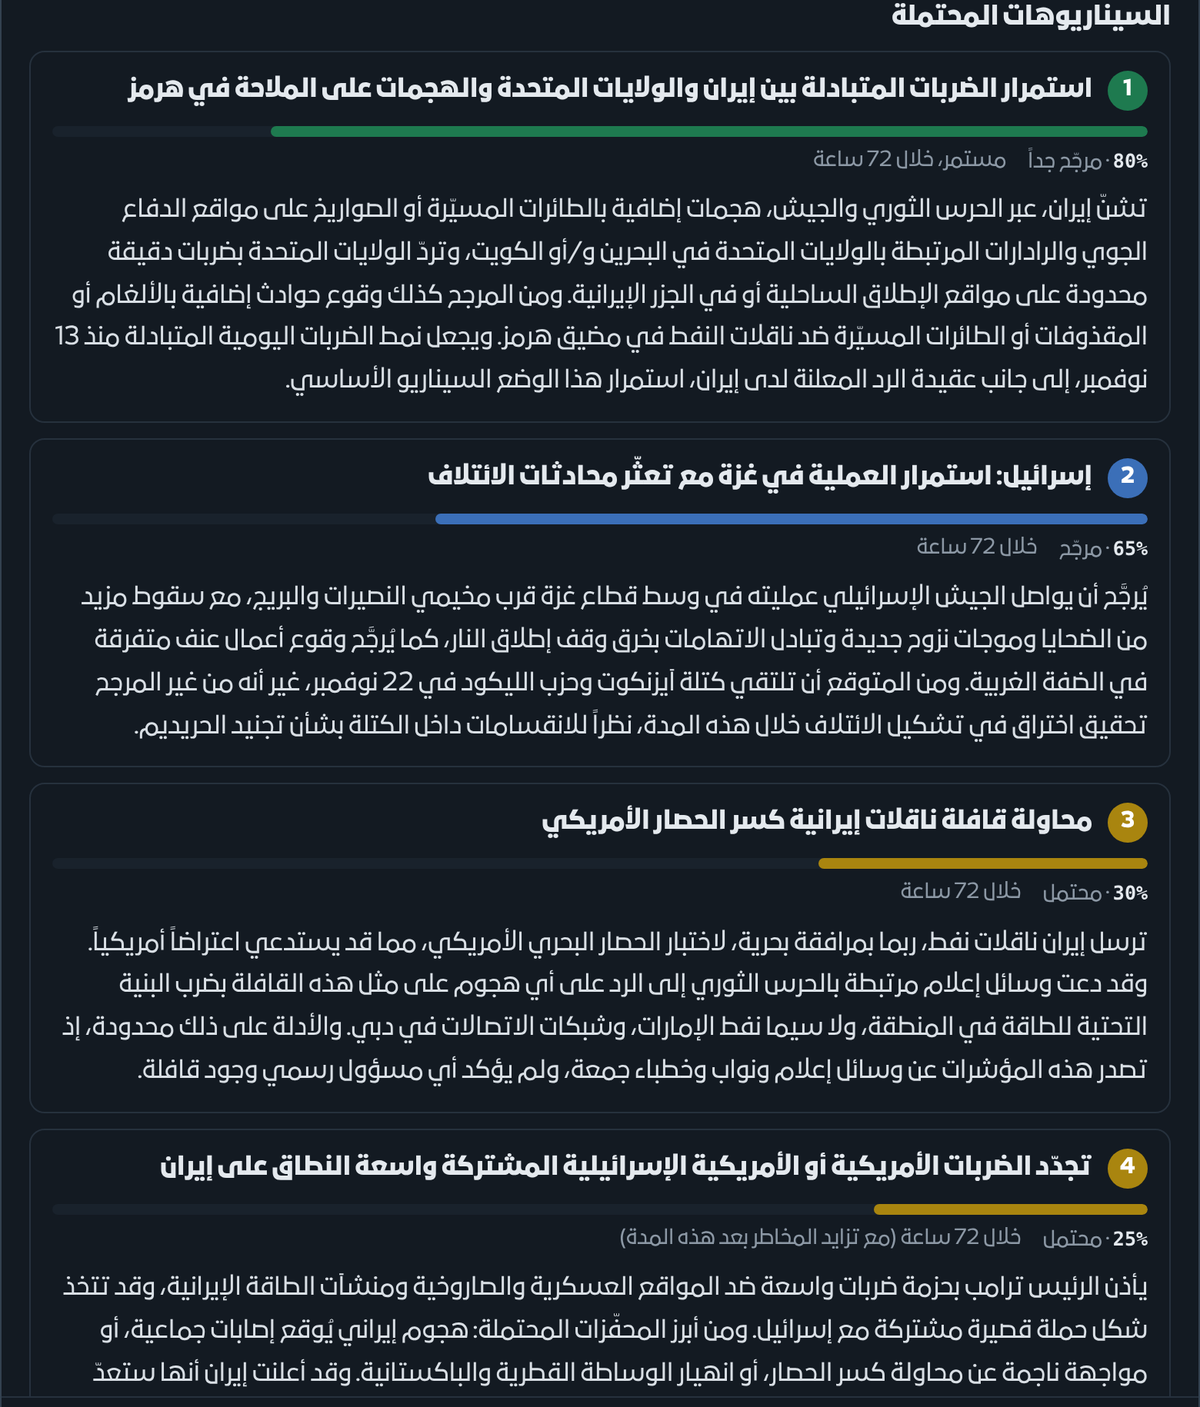 السيناريوهات المحتملة
1 استمرار الضربات المتبادلة بين إيران والولايات المتحدة والهجمات على الملاحة في هرمز
80% · مرجّح جداً مستمر، خلال 72 ساعة
تشنّ إيران، عبر الحرس الثوري والجيش، هجمات إضافية بالطائرات المسيّرة أو الصواريخ على مواقع الدفاع
الجوي والرادارات المرتبطة بالولايات المتحدة في البحرين و/أو الكويت، وتردّ الولايات المتحدة بضربات دقيقة
محدودة على مواقع الإطلاق الساحلية أو في الجزر الإيرانية. ومن المرجح كذلك وقوع حوادث إضافية بالألغام أو
المقذوفات أو الطائرات المسيّرة ضد ناقلات النفط في مضيق هرمز. ويجعل نمط الضربات اليومية المتبادلة منذ 13
نوفمبر، إلى جانب عقيدة الرد المعلنة لدى إيران، استمرار هذا الوضع السيناريو الأساسي.
2 إسرائيل: استمرار العملية في غزة مع تعثّر محادثات الائتلاف
65% · مرجّح خلال 72 ساعة
يُرجَّح أن يواصل الجيش الإسرائيلي عمليته في وسط قطاع غزة قرب مخيمي النصيرات والبريج، مع سقوط مزيد
من الضحايا وموجات نزوح جديدة وتبادل الاتهامات بخرق وقف إطلاق النار، كما يُرجَّح وقوع أعمال عنف متفرقة
في الضفة الغربية. ومن المتوقع أن تلتقي كتلة آيزنكوت وحزب الليكود في 22 نوفمبر، غير أنه من غير المرجح
تحقيق اختراق في تشكيل الائتلاف خلال هذه المدة، نظراً للانقسامات داخل الكتلة بشأن تجنيد الحريديم.
3 محاولة قافلة ناقلات إيرانية كسر الحصار الأمريكي
30% · محتمل خلال 72 ساعة
ترسل إيران ناقلات نفط، ربما بمرافقة بحرية، لاختبار الحصار البحري الأمريكي، مما قد يستدعي اعتراضاً أمريكياً.
وقد دعت وسائل إعلام مرتبطة بالحرس الثوري إلى الرد على أي هجوم على مثل هذه القافلة بضرب البنية
التحتية للطاقة في المنطقة، ولا سيما نفط الإمارات، وشبكات الاتصالات في دبي. والأدلة على ذلك محدودة، إذ
تصدر هذه المؤشرات عن وسائل إعلام ونواب وخطباء جمعة، ولم يؤكد أي مسؤول رسمي وجود قافلة.
4 تجدّد الضربات الأمريكية أو الأمريكية الإسرائيلية المشتركة واسعة النطاق على إيران
25% · محتمل خلال 72 ساعة (مع تزايد المخاطر بعد هذه المدة)
يأذن الرئيس ترامب بحزمة ضربات واسعة ضد المواقع العسكرية والصاروخية ومنشآت الطاقة الإيرانية، وقد تتخذ
شكل حملة قصيرة مشتركة مع إسرائيل. ومن أبرز المحفّزات المحتملة: هجوم إيراني يُوقع إصابات جماعية، أو
مواجهة ناجمة عن محاولة كسر الحصار، أو انهيار الوساطة القطرية والباكستانية. وقد أعلنت إيران أنها ستعدّ